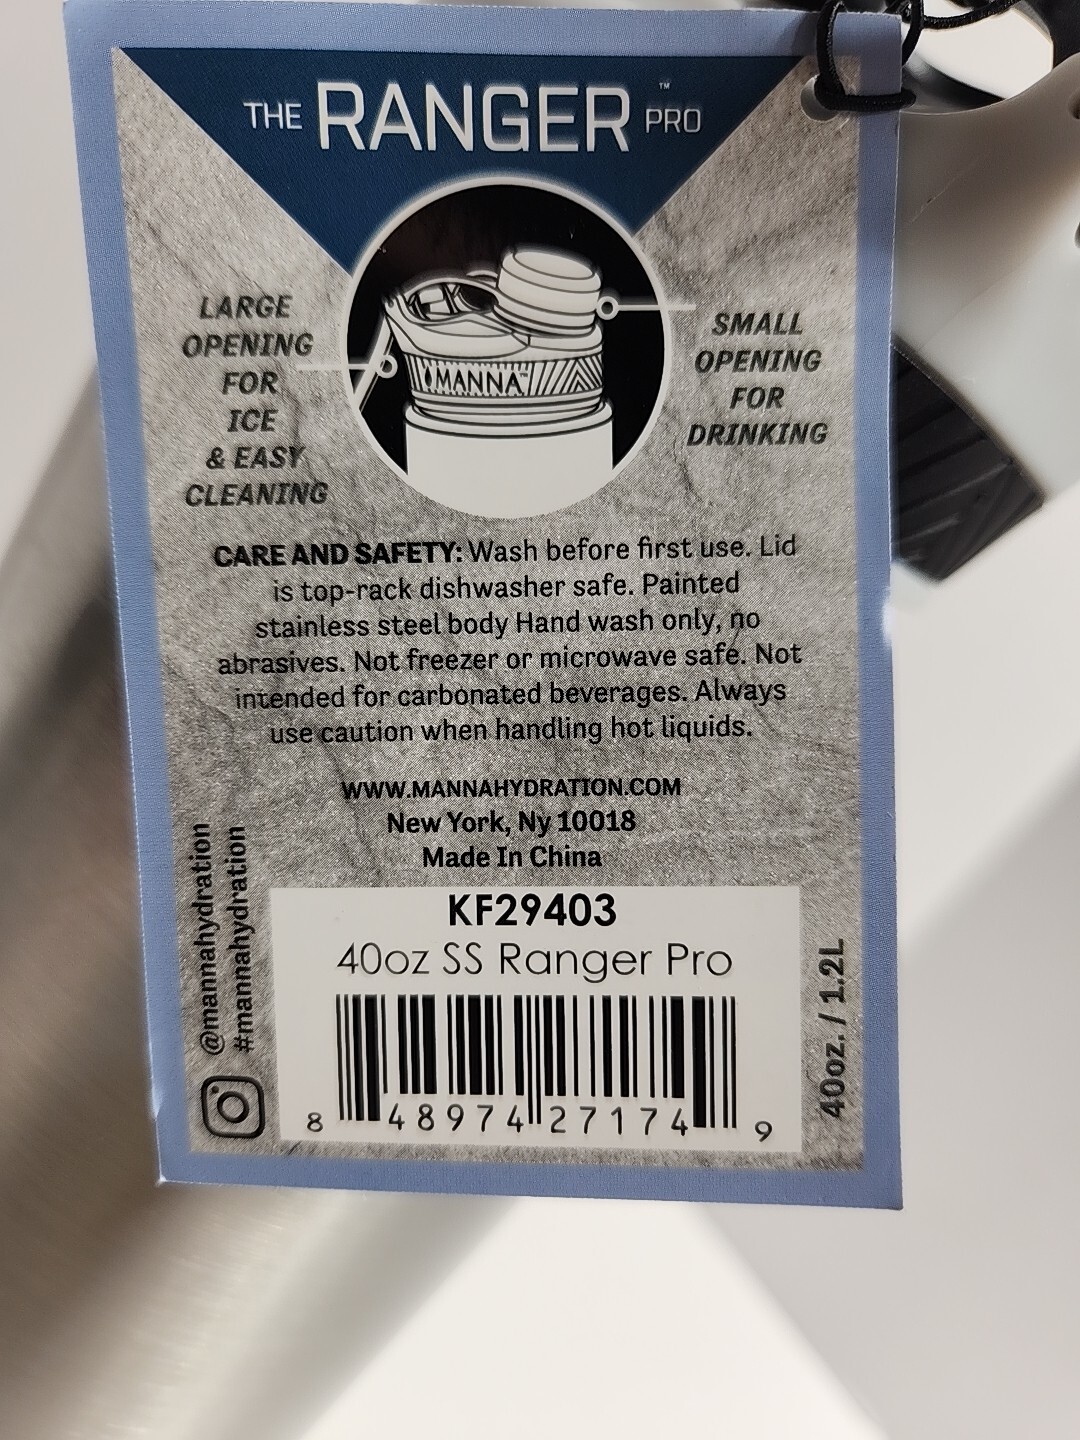 THE RANGER™ PRO
LARGE
OPENING
FOR
ICE
& EASY
CLEANING
MANNA™
SMALL
OPENING
FOR
DRINKING
CARE AND SAFETY: Wash before first use. Lid
is top-rack dishwasher safe. Painted
stainless steel body Hand wash only, no
abrasives. Not freezer or microwave safe. Not
intended for carbonated beverages. Always
use caution when handling hot liquids.
WWW.MANNAHYDRATION.COM
New York, Ny 10018
Made In China
@mannahydration
#mannahydration
KF29403
40oz SS Ranger Pro
8 48974 27174 9
40oz. / 1.2L